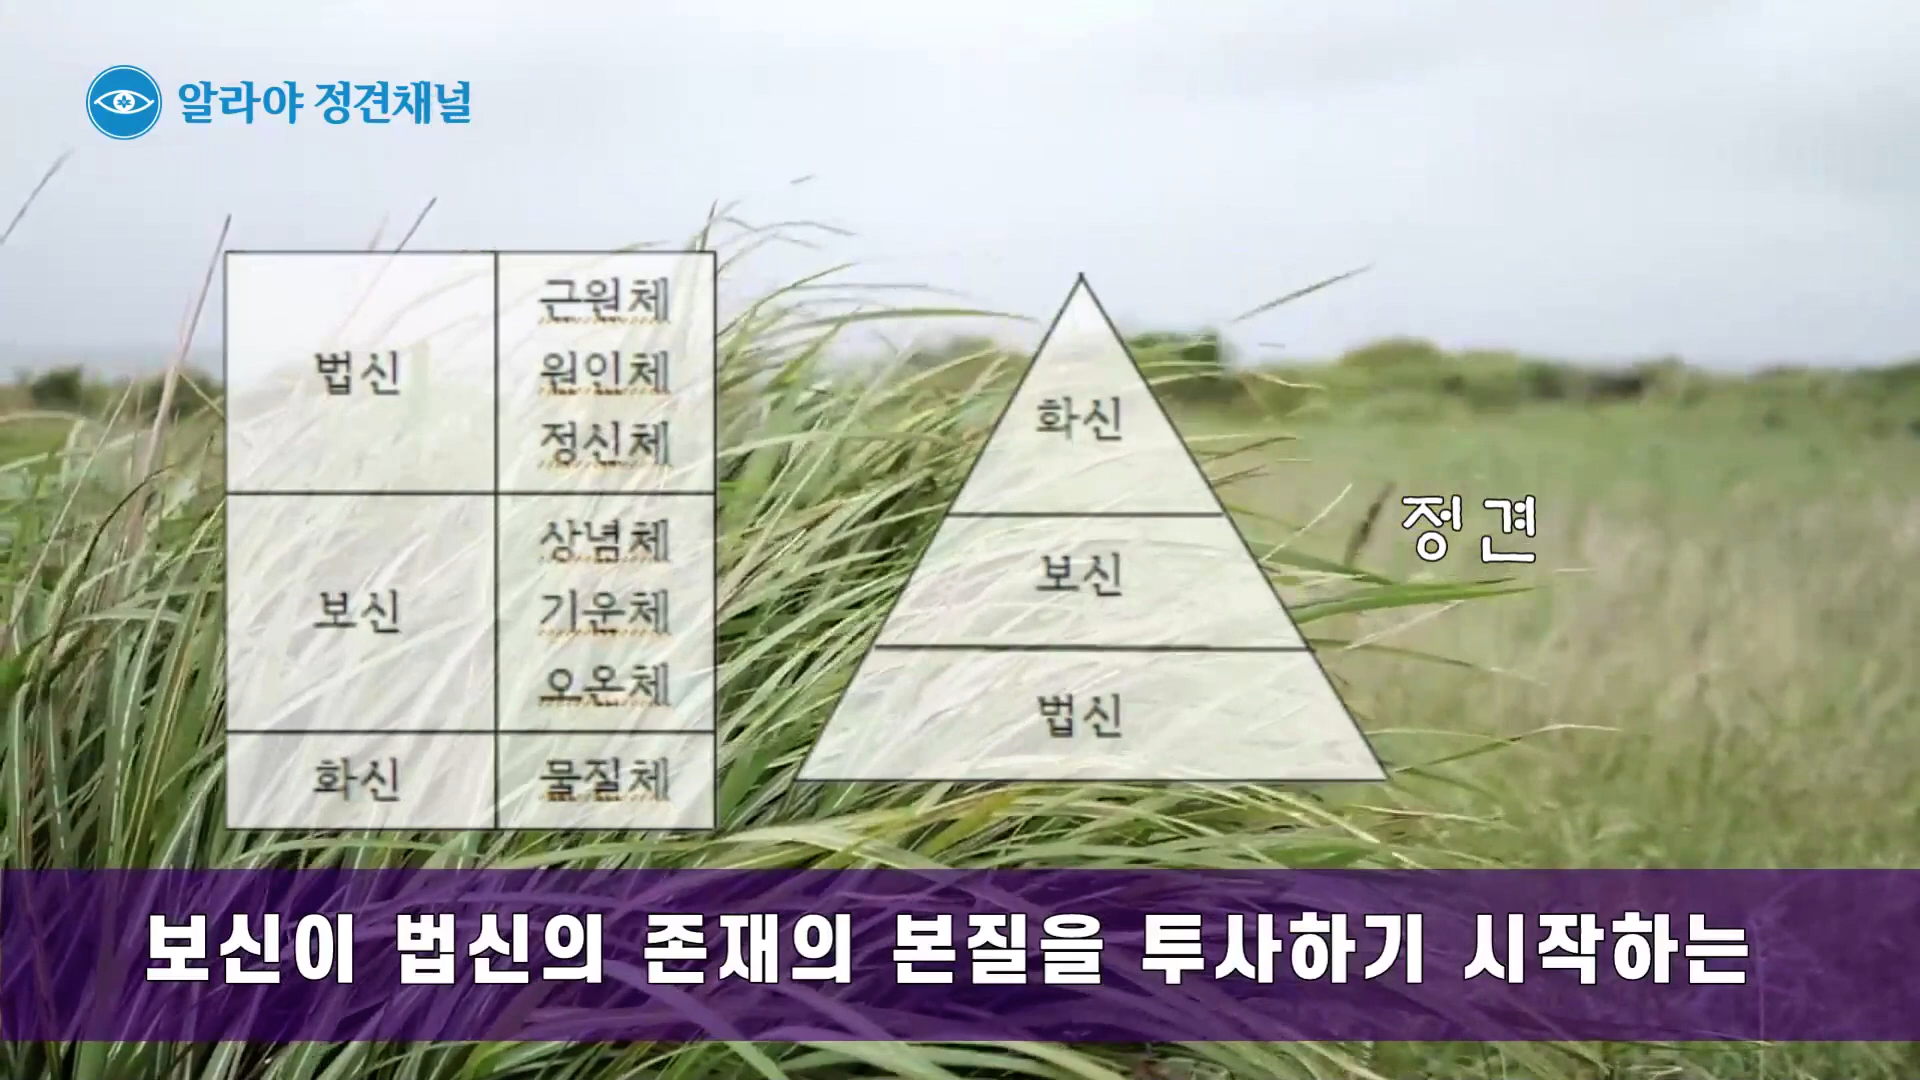 알라야 정견채널
법신
근원체
원인체
정신체
보신
상념체
기운체
오온체
화신
물질체
화신
보신
법신
정견
보신이 법신의 존재의 본질을 투사하기 시작하는